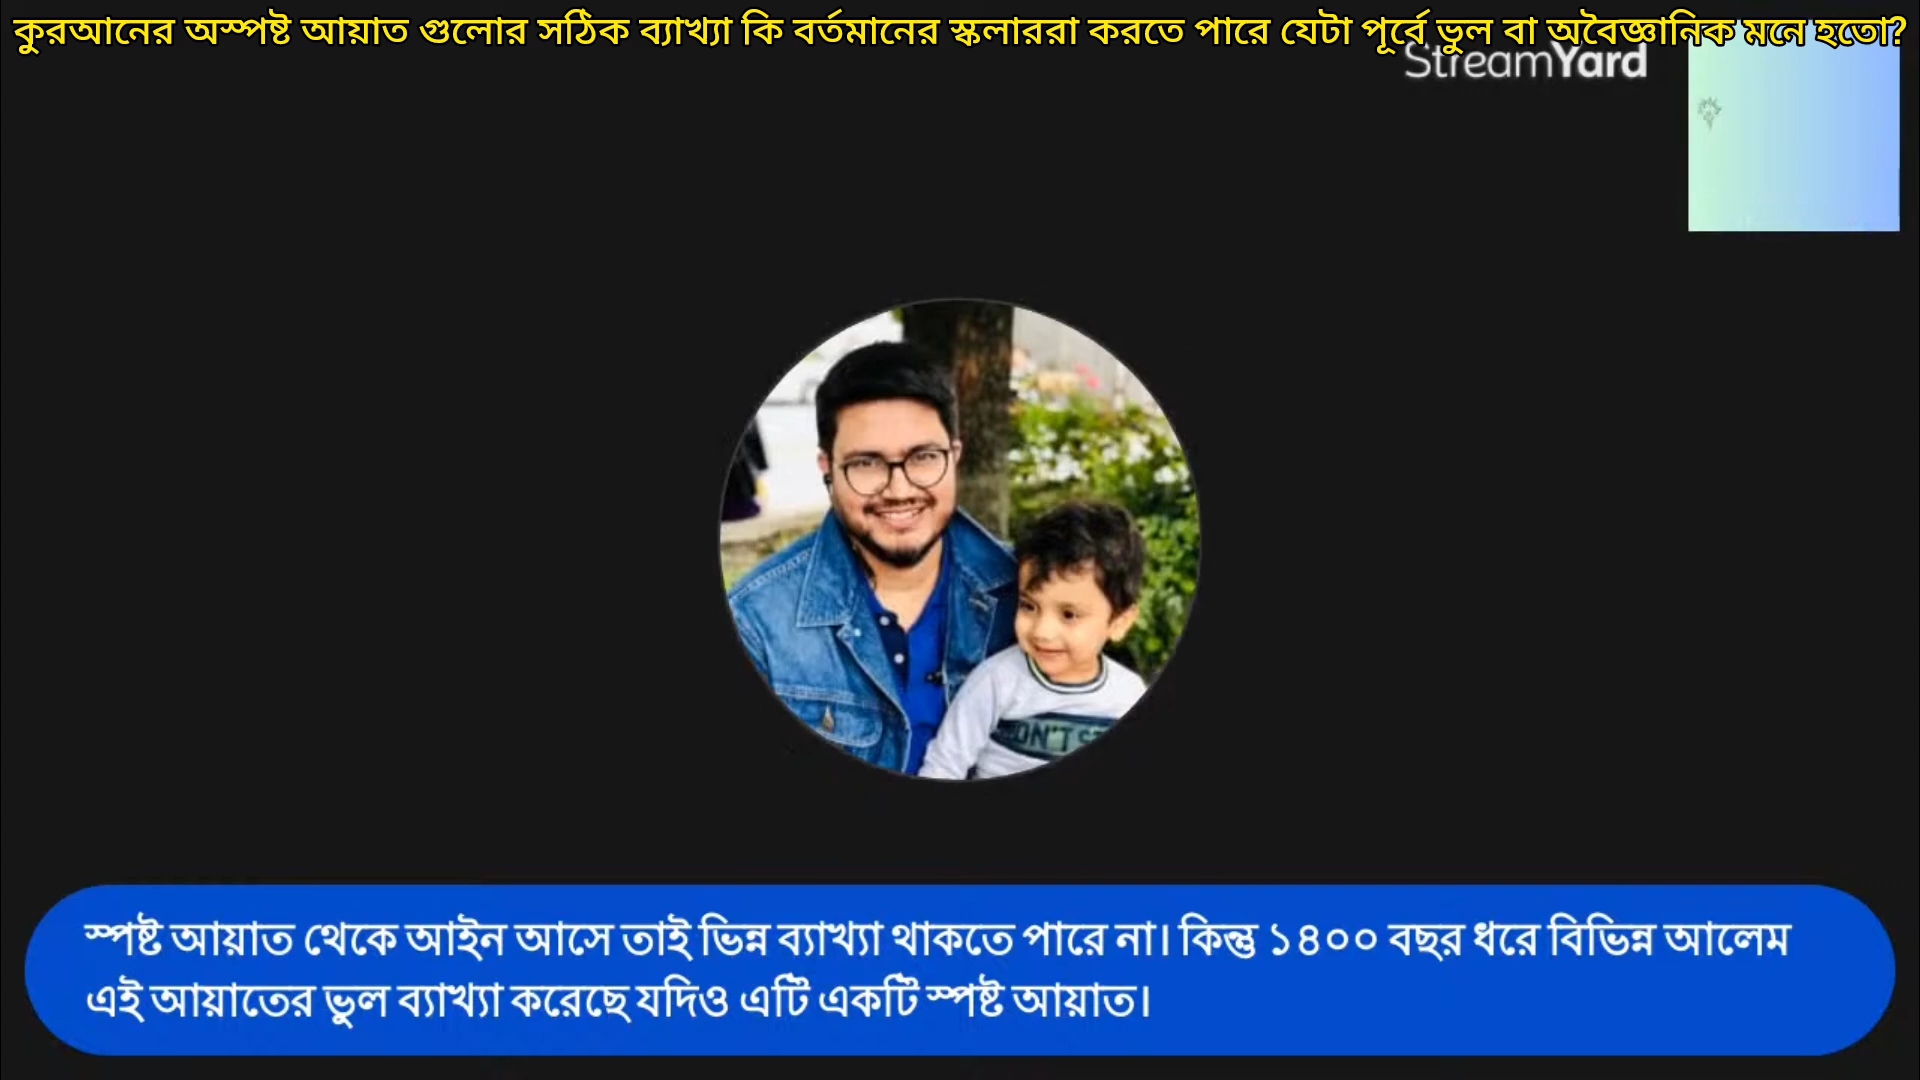 কুরআনের অস্পষ্ট আয়াত গুলোর সঠিক ব্যাখ্যা কি বর্তমানের স্কলাররা করতে পারে যেটা পূর্বে ভুল বা অবৈজ্ঞানিক মনে হতো?
StreamYard
DON'T
স্পষ্ট আয়াত থেকে আইন আসে তাই ভিন্ন ব্যাখ্যা থাকতে পারে না। কিন্তু ১৪০০ বছর ধরে বিভিন্ন আলেম
এই আয়াতের ভুল ব্যাখ্যা করেছে যদিও এটি একটি স্পষ্ট আয়াত।